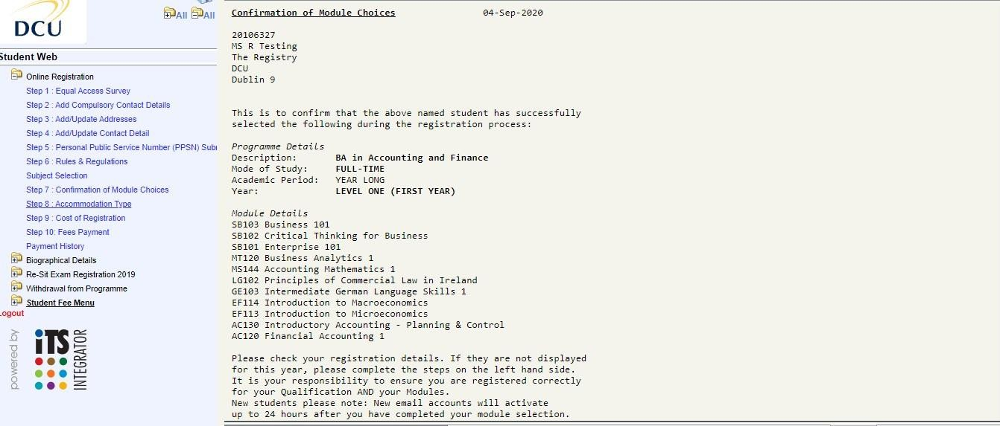 All All
DCU
Student Web
Online Registration
Step 1 : Equal Access Survey
Step 2 : Add Compulsory Contact Details
Step 3 : Add/Update Addresses
Step 4 : Add/Update Contact Detail
Step 5 : Personal Public Service Number (PPSN) Subm
Step 6 : Rules & Regulations
Subject Selection
Step 7 : Confirmation of Module Choices
Step 8 : Accommodation Type
Step 9 : Cost of Registration
Step 10: Fees Payment
Payment History
Biographical Details
Re-Sit Exam Registration 2019
Withdrawal from Programme
Student Fee Menu
Logout
powered by
iTS
INTEGRATOR
Confirmation of Module Choices 04-Sep-2020
20106327
MS R Testing
The Registry
DCU
Dublin 9
This is to confirm that the above named student has successfully
selected the following during the registration process:
Programme Details
Description: BA in Accounting and Finance
Mode of Study: FULL-TIME
Academic Period: YEAR LONG
Year: LEVEL ONE (FIRST YEAR)
Module Details
SB103 Business 101
SB102 Critical Thinking for Business
SB101 Enterprise 101
MT120 Business Analytics 1
MS144 Accounting Mathematics 1
LG102 Principles of Commercial Law in Ireland
GE103 Intermediate German Language Skills 1
EF114 Introduction to Macroeconomics
EF113 Introduction to Microeconomics
AC130 Introductory Accounting - Planning & Control
AC120 Financial Accounting 1
Please check your registration details. If they are not displayed
for this year, please complete the steps on the left hand side.
It is your responsibility to ensure you are registered correctly
for your Qualification AND your Modules.
New students please note: New email accounts will activate
up to 24 hours after you have completed your module selection.